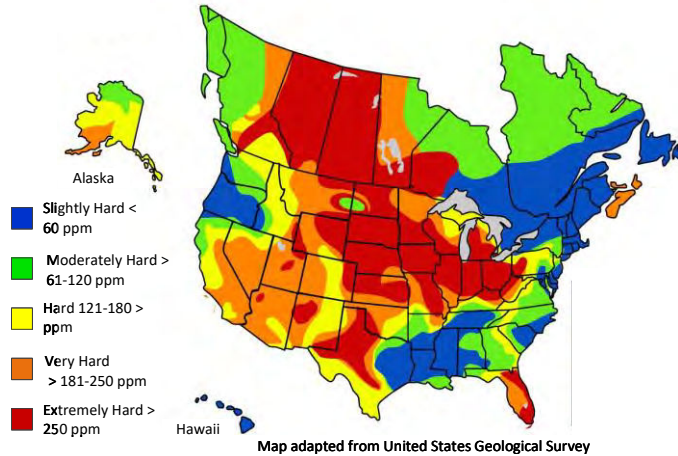 Alaska
Slightly Hard <
60 ppm
Moderately Hard >
61-120 ppm
Hard 121-180 >
ppm
Very Hard
> 181-250 ppm
Extremely Hard >
250 ppm
Hawaii
Map adapted from United States Geological Survey